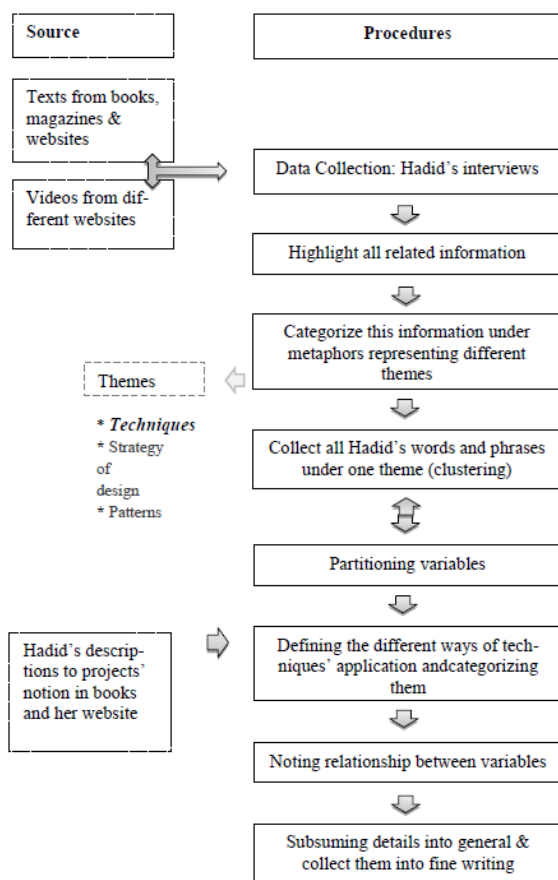 Source
Procedures
Texts from books,
magazines &
websites
Videos from dif-
ferent websites
Data Collection: Hadid's interviews
Highlight all related information
Categorize this information under
metaphors representing different
themes
Themes
* Techniques
* Strategy
of
design
* Patterns
Collect all Hadid's words and phrases
under one theme (clustering)
Partitioning variables
Hadid's descrip-
tions to projects'
notion in books
and her website
Defining the different ways of tech-
niques' application andcategorizing
them
Noting relationship between variables
Subsuming details into general &
collect them into fine writing